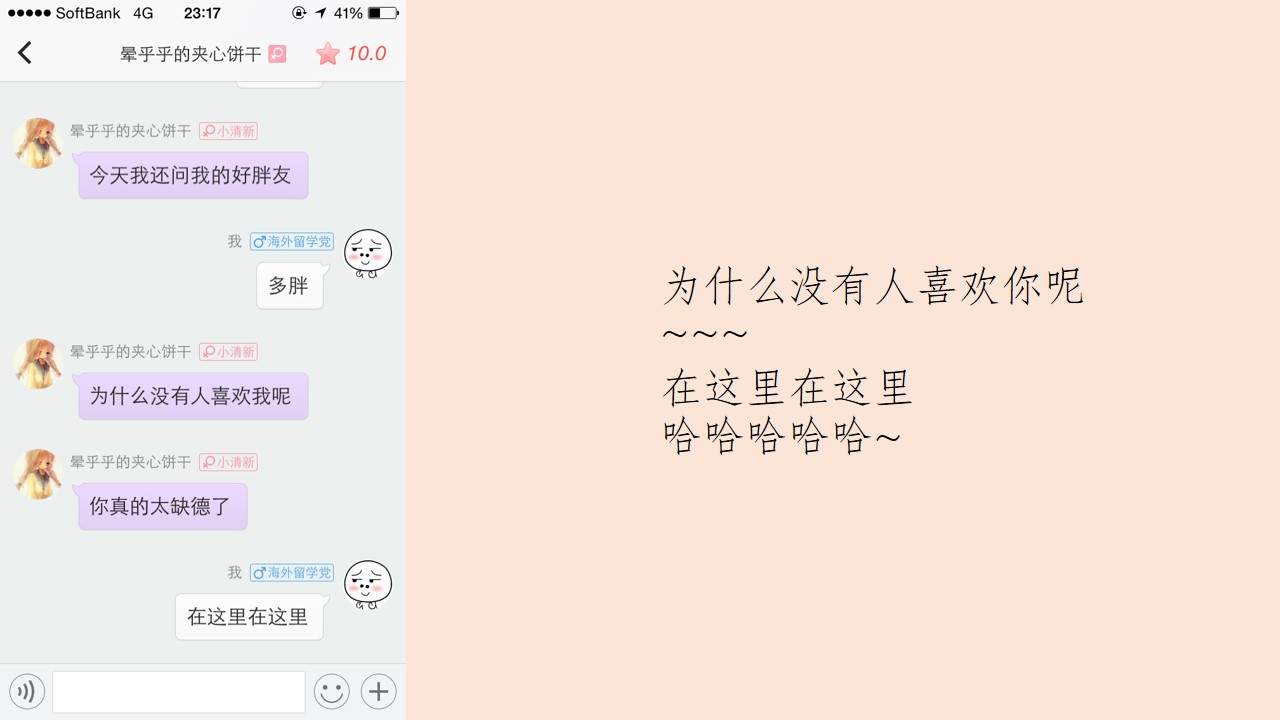 ●●●●● SoftBank 4G 23:17 41%
晕乎乎的夹心饼干 10.0
晕乎乎的夹心饼干 小清新
今天我还问我的好胖友
我 海外留学党
多胖
晕乎乎的夹心饼干 小清新
为什么没有人喜欢我呢
晕乎乎的夹心饼干 小清新
你真的太缺德了
我 海外留学党
在这里在这里
为什么没有人喜欢你呢
~~~
在这里在这里
哈哈哈哈哈~